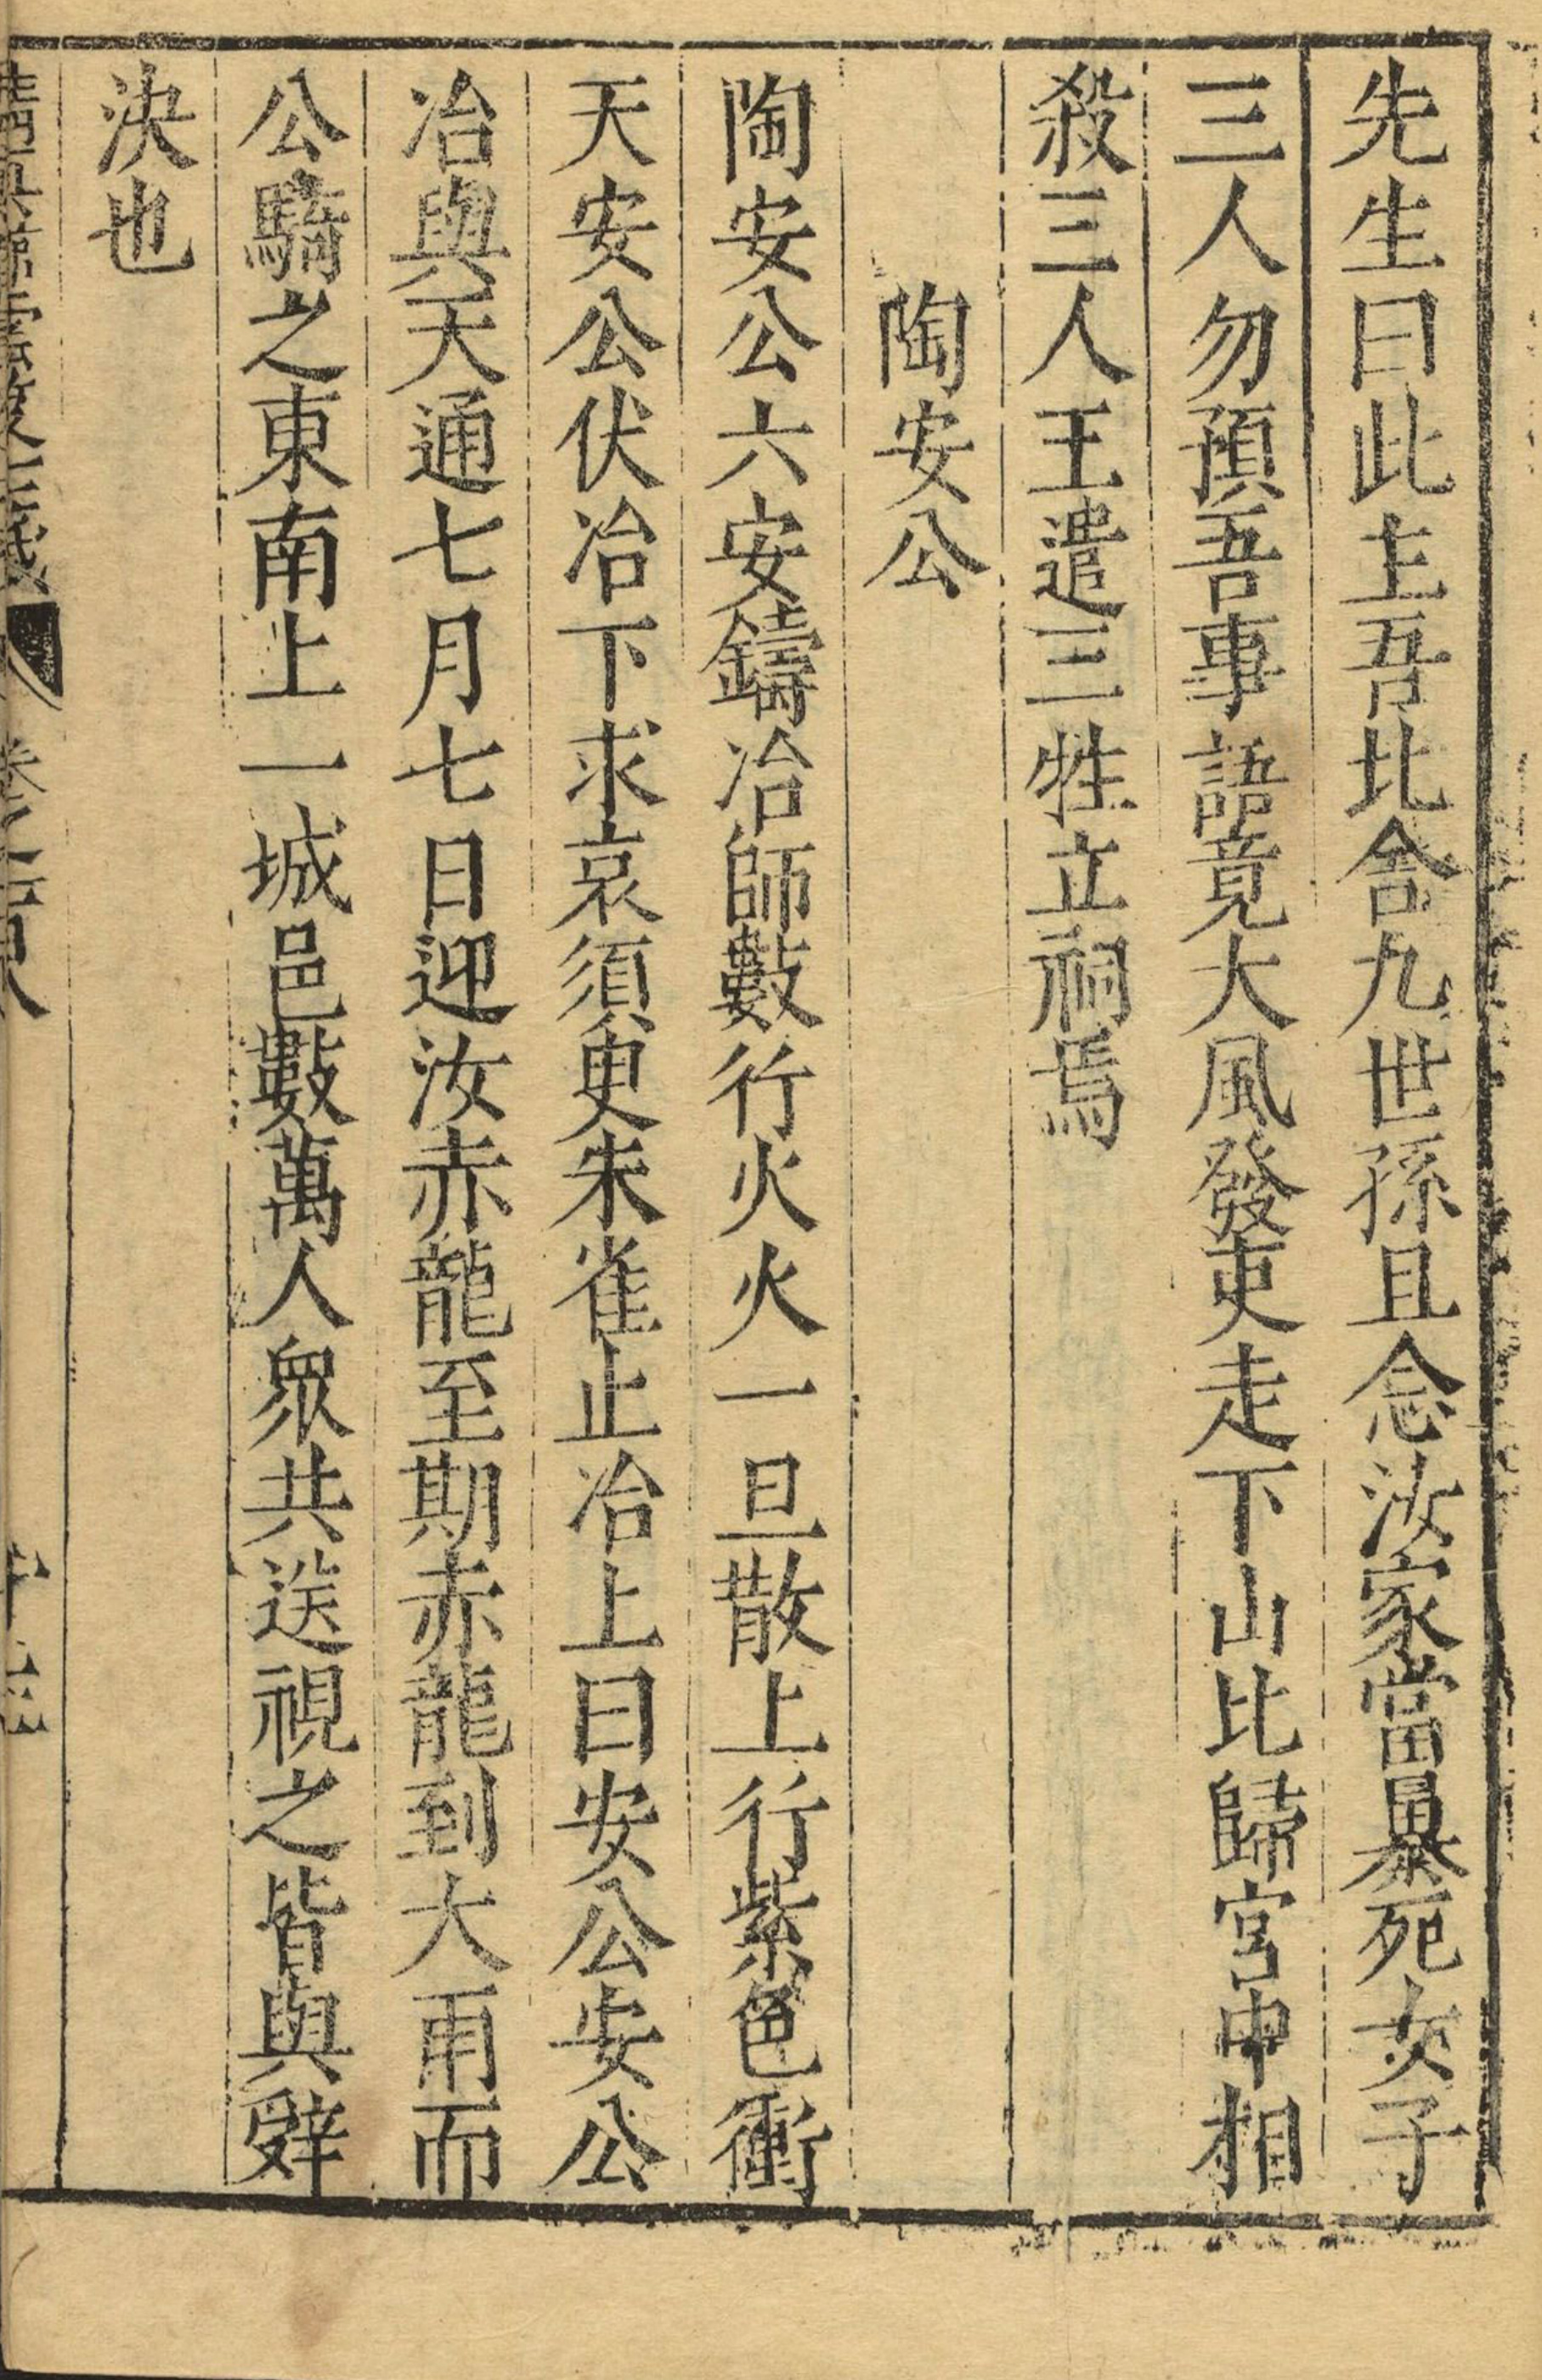 先生曰此主吾比舍九世孫且念汝家當暴死女子
三人勿預吾事語竟大風發吏走下山比歸宮中相
殺三人王遣三牲立祠焉
陶安公
陶安公六安鑄冶師數行火火一旦散上行紫色衝
天安公伏冶下求哀須臾朱雀止冶上曰安公安公
冶與天通七月七日迎汝赤龍至期赤龍到大雨而
公騎之東南上一城邑數萬人眾共送視之皆與辭
決也